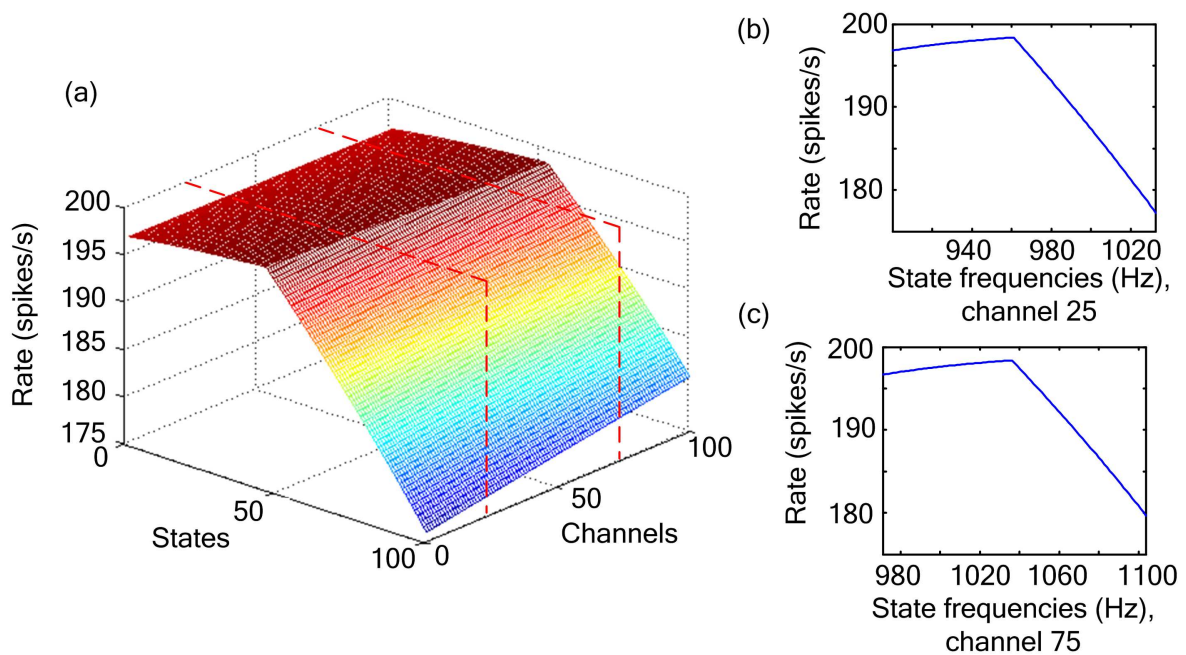 (a)
200
195
190
185
180
175
Rate (spikes/s)
0
50
100
States
0
50
100
Channels
(b)
200
190
180
Rate (spikes/s)
940 980 1020
State frequencies (Hz),
channel 25
(c)
200
190
180
Rate (spikes/s)
980 1020 1060 1100
State frequencies (Hz),
channel 75